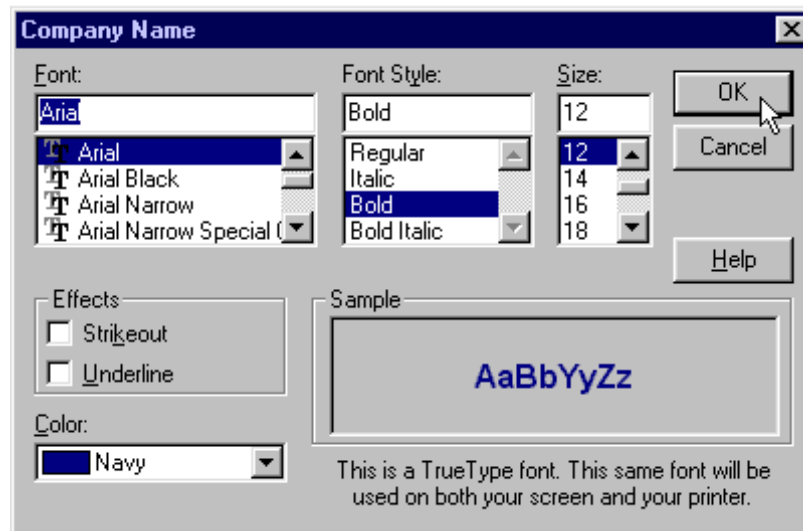 Company Name
Font:
Font Style:
Size:
Arial
Bold
12
OK
Cancel
Help
Arial
Arial Black
Arial Narrow
Arial Narrow Special
Regular
Italic
Bold
Bold Italic
12
14
16
18
Effects
Strikeout
Underline
Color:
Navy
Sample
AaBbYyZz
This is a TrueType font. This same font will be
used on both your screen and your printer.